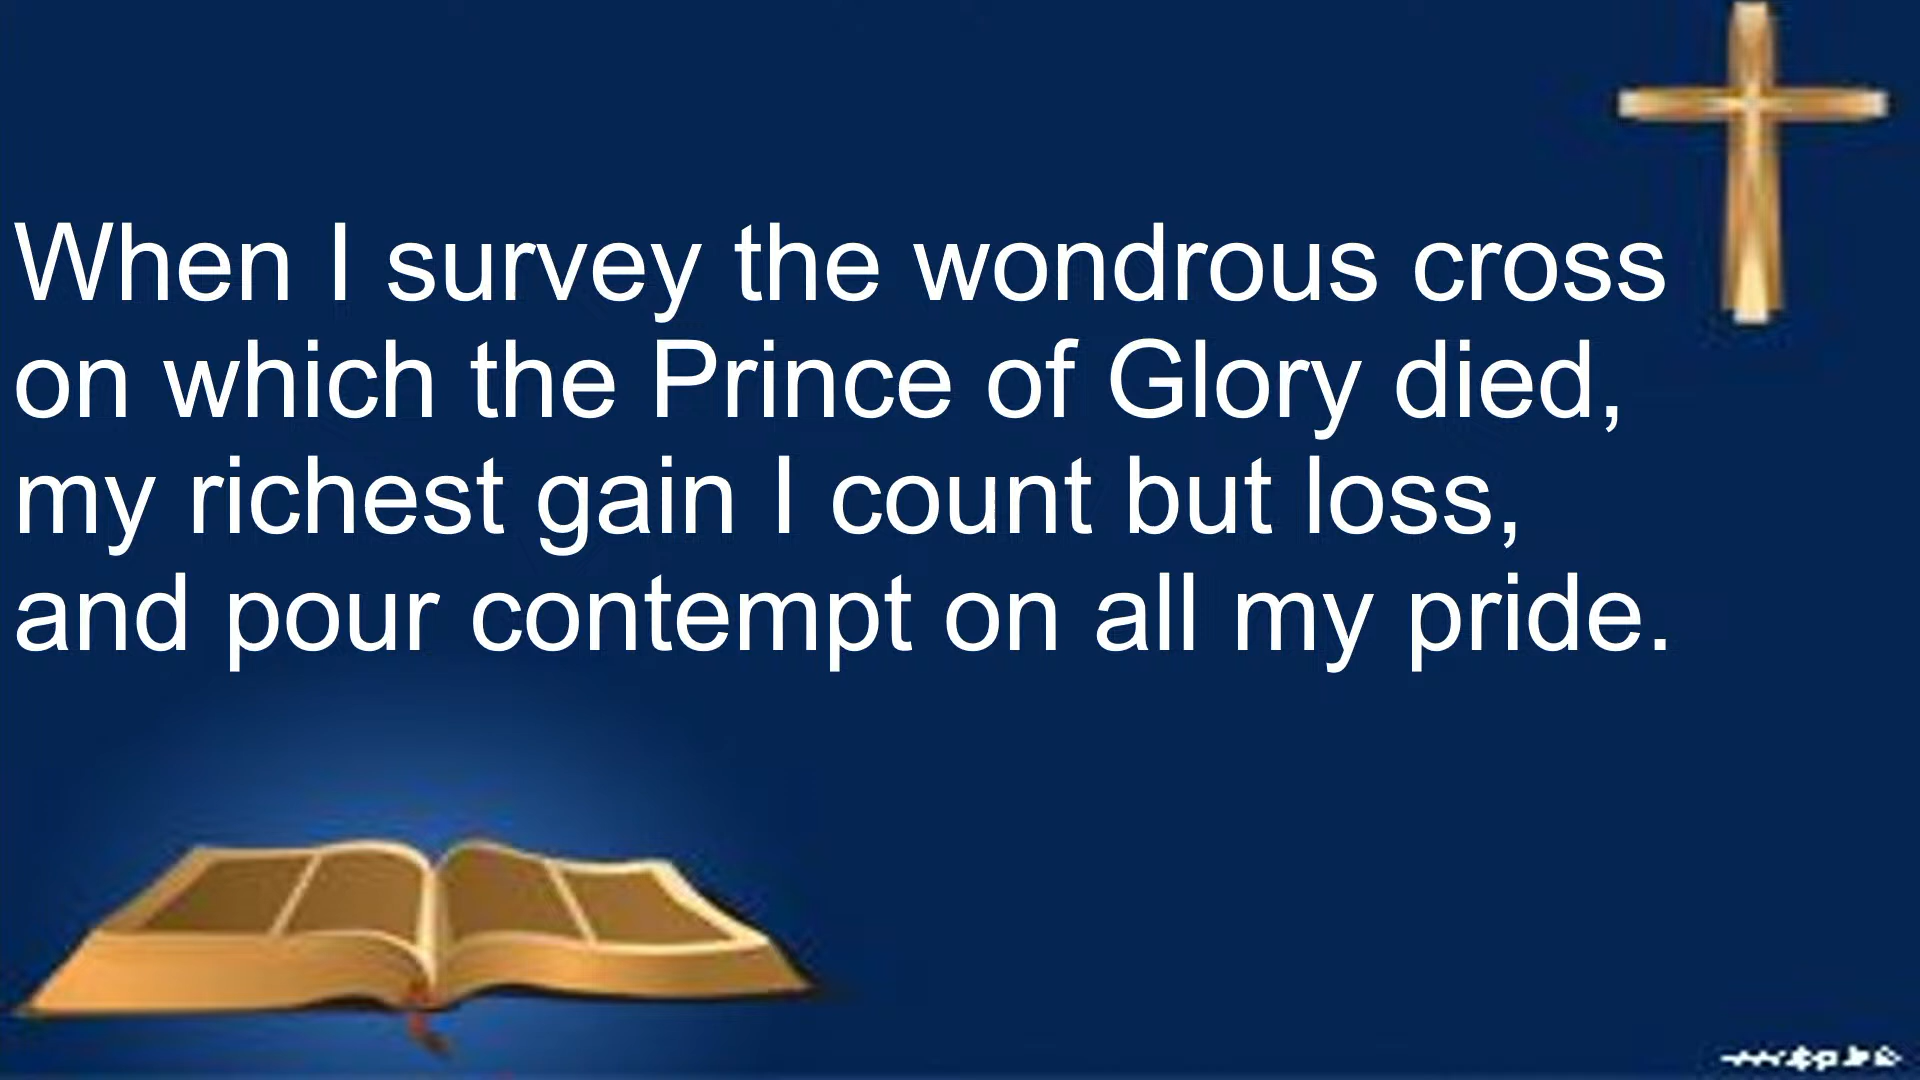 When I survey the wondrous cross
on which the Prince of Glory died,
my richest gain I count but loss,
and pour contempt on all my pride.